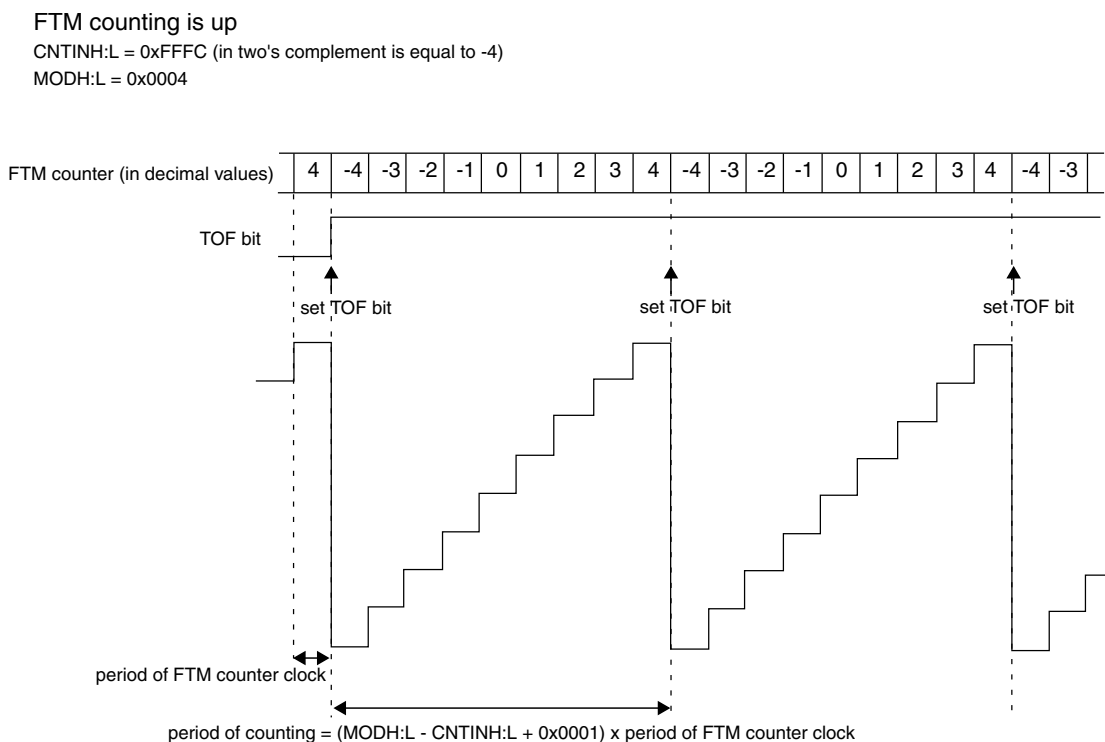 FTM counting is up
CNTINH:L = 0xFFFC (in two's complement is equal to -4)
MODH:L = 0x0004
FTM counter (in decimal values) 4 -4 -3 -2 -1 0 1 2 3 4 -4 -3 -2 -1 0 1 2 3 4 -4 -3
TOF bit
set TOF bit set TOF bit set TOF bit
period of FTM counter clock
period of counting = (MODH:L - CNTINH:L + 0x0001) x period of FTM counter clock